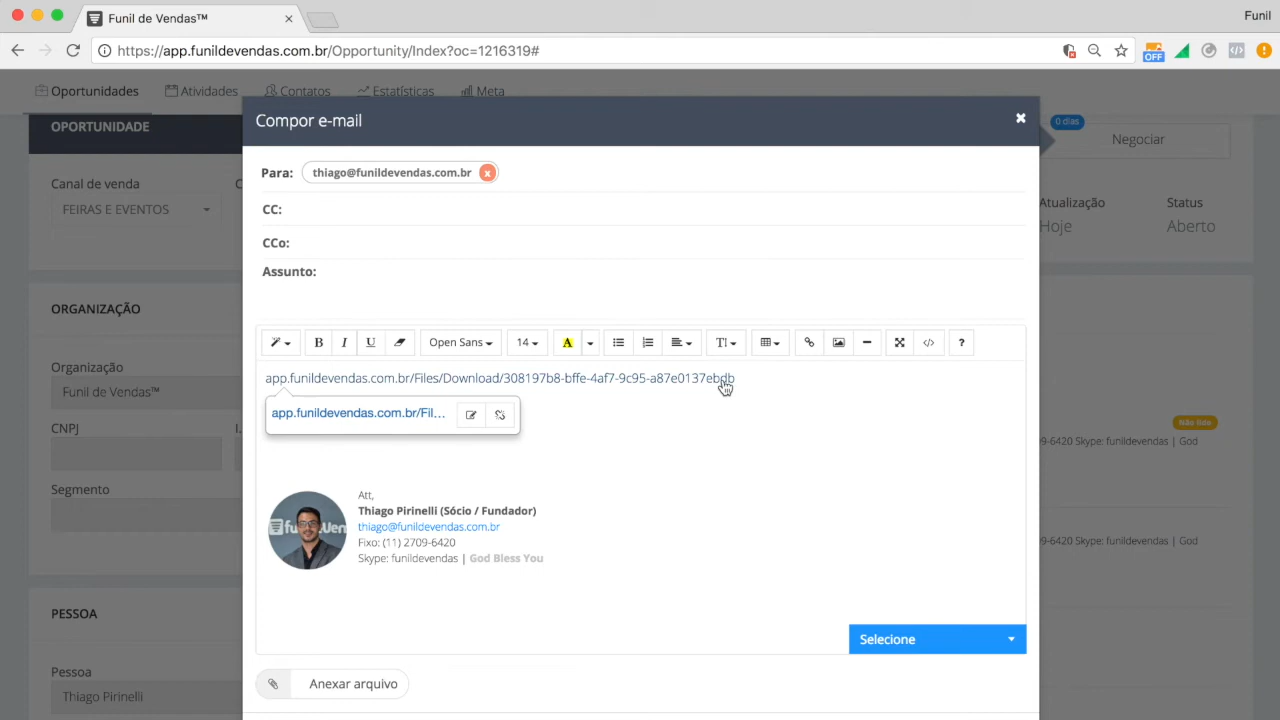 Funil de Vendas™
Funil
https://app.funildevendas.com.br/Opportunity/Index?oc=1216319#
OFF
Oportunidades
Atividades
Contatos
Estatísticas
Meta
OPORTUNIDADE
Compor e-mail
0 dias
Negociar
Canal de venda
Para: thiago@funildevendas.com.br x
FEIRAS E EVENTOS
CC:
Atualização
Status
Hoje
Aberto
CCo:
Assunto:
ORGANIZAÇÃO
B I U
Open Sans
14
A
TI
</>
?
Organização
app.funildevendas.com.br/Files/Download/308197b8-bffe-4af7-9c95-a87e0137ebdb
Funil de Vendas™
app.funildevendas.com.br/Fil...
CNPJ
I.
Não lido
09-6420 Skype: funildevendas | God
Segmento
Att,
Thiago Pirinelli (Sócio / Fundador)
thiago@funildevendas.com.br
Fixo: (11) 2709-6420
Skype: funildevendas | God Bless You
09-6420 Skype: funildevendas | God
PESSOA
Selecione
Pessoa
Anexar arquivo
Thiago Pirinelli